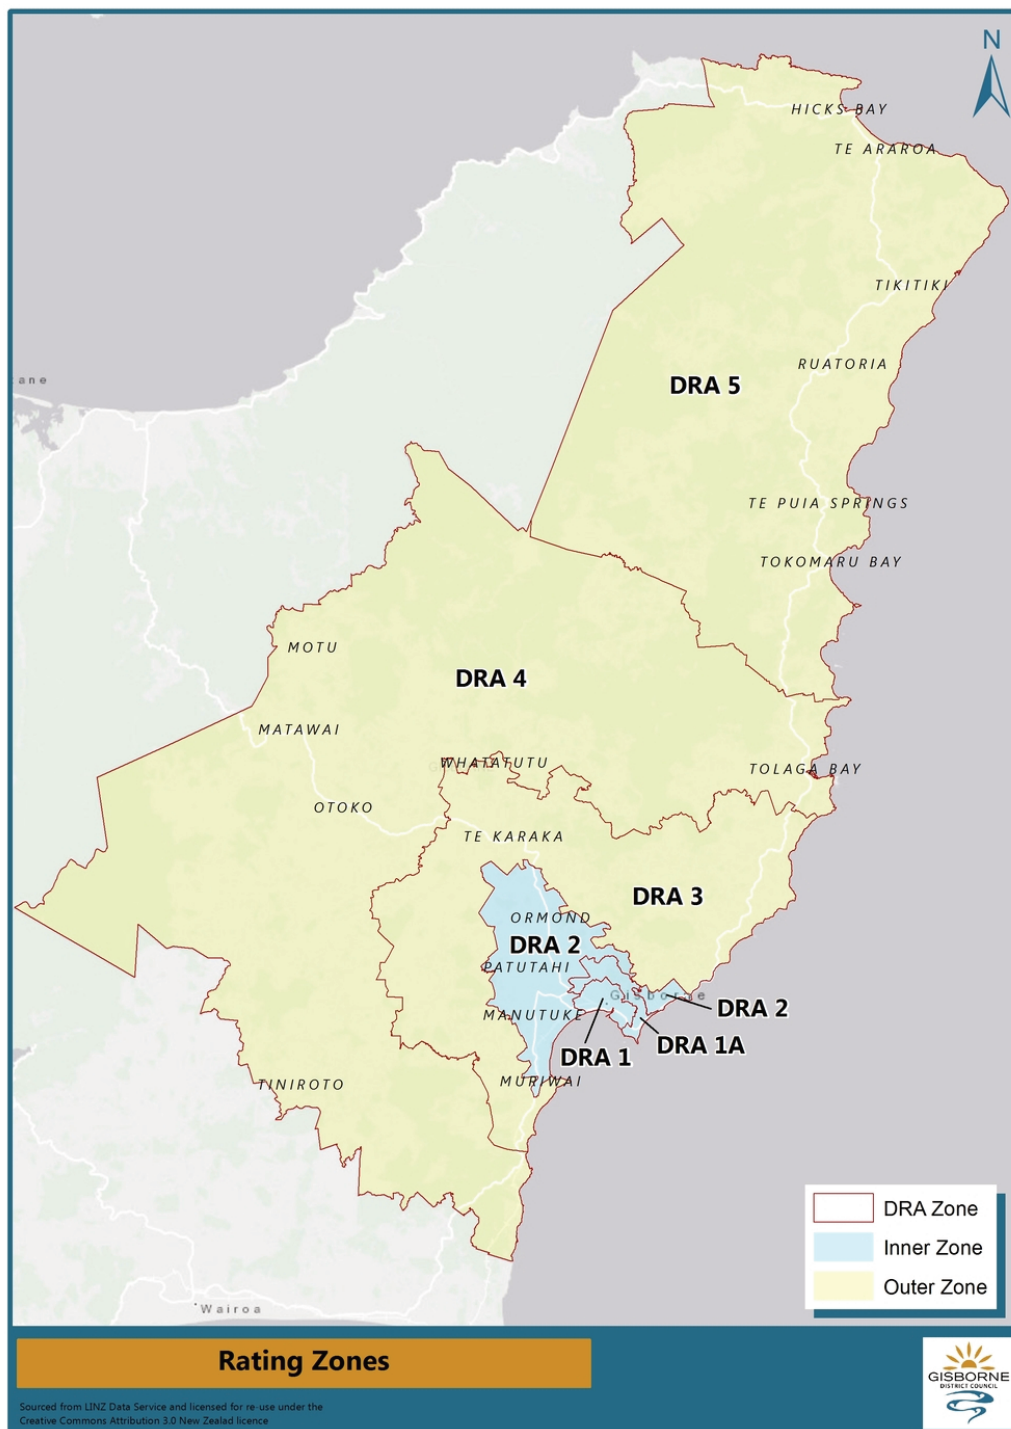 N
HICKS BAY
TE ARAROA
TIKITIKI
ane
RUATORIA
DRA 5
TE PUIA SPRINGS
TOKOMARU BAY
MOTU
DRA 4
MATAWAI
WHATATUTU
TOLAGA BAY
OTOKO
TE KARAKA
DRA 3
ORMOND
DRA 2
PATUTAHI
Gisborne
DRA 2
MANUTUKE
DRA 1A
DRA 1
MURIWAI
TINIROTO
DRA Zone
Inner Zone
Outer Zone
Wairoa
Rating Zones
GISBORNE
DISTRICT COUNCIL
Sourced from LINZ Data Service and licensed for re-use under the
Creative Commons Attribution 3.0 New Zealad licence